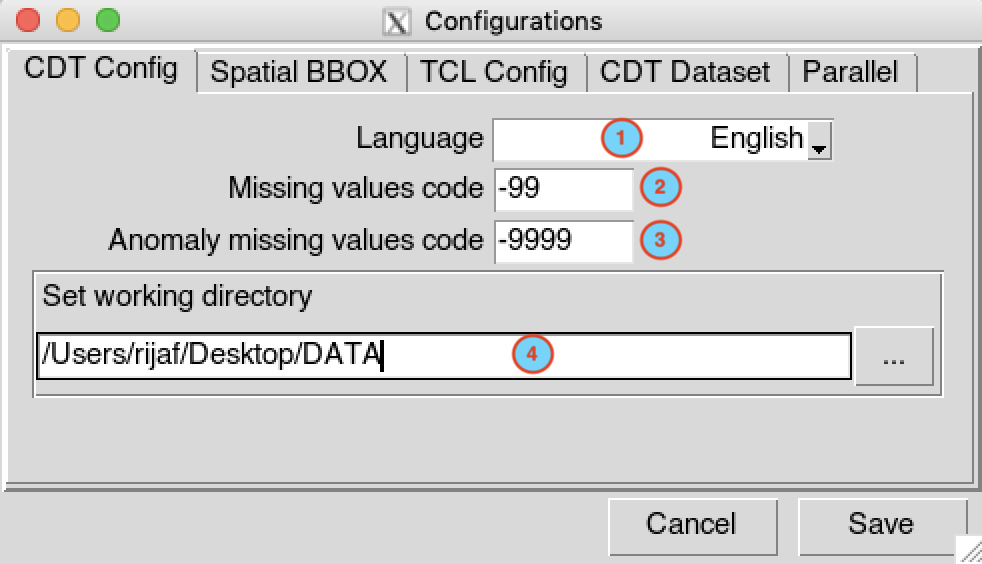 Configurations
CDT Config Spatial BBOX TCL Config CDT Dataset Parallel
Language 1 English
Missing values code -99 2
Anomaly missing values code -9999 3
Set working directory
/Users/rijaf/Desktop/DATA 4 ...
Cancel Save